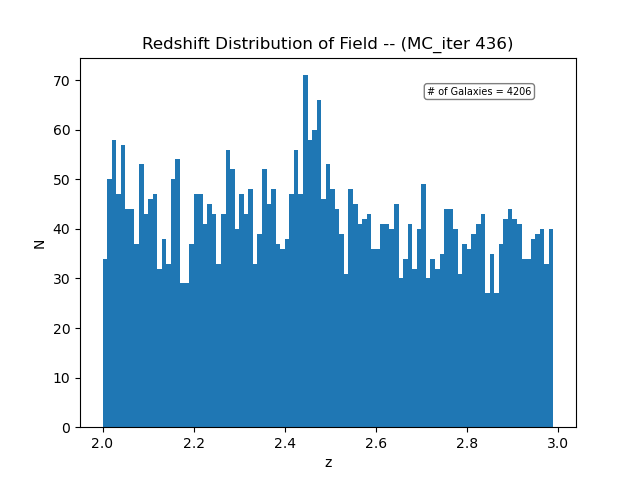 Redshift Distribution of Field -- (MC_iter 436)
# of Galaxies = 4206
70
60
50
40
30
20
10
0
N
2.0 2.2 2.4 2.6 2.8 3.0
z